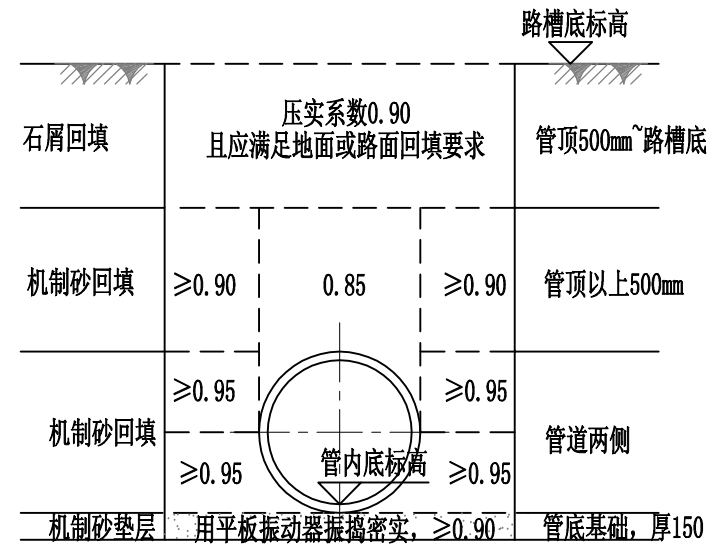 路槽底标高
压实系数0.90
石屑回填
且应满足地面或路面回填要求
管顶500mm~路槽底
机制砂回填
≥0.90
0.85
≥0.90
管顶以上500mm
≥0.95
≥0.95
机制砂回填
管道两侧
≥0.95
管内底标高
≥0.95
机制砂垫层
用平板振动器振捣密实，≥0.90
管底基础，厚150